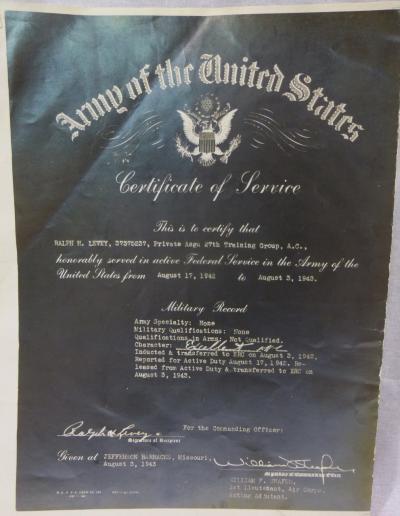 Army of the United States
Certificate of Service
This is to certify that
RALPH H. LEVEY, 37370237, Private Asgn 27th Training Group, A.C.,
honorably served in active Federal Service in the Army of the
United States from August 17, 1942 to August 3, 1943.
Military Record
Army Specialty: None
Military Qualifications: None
Qualifications in Arms: Not Qualified.
Character: Excellent
Inducted & transferred to ERC on August 3, 1942.
Reported for Active Duty August 17, 1942. Re-
leased from Active Duty & transferred to ERC on
August 3, 1943.
For the Commanding Officer:
Ralph H Levey
Signature of Recipient
Given at JEFFERSON BARRACKS, Missouri,
August 3, 1943
WILLIAM F. SHAFER,
1st Lieutenant, Air Corps,
Acting Adjutant.